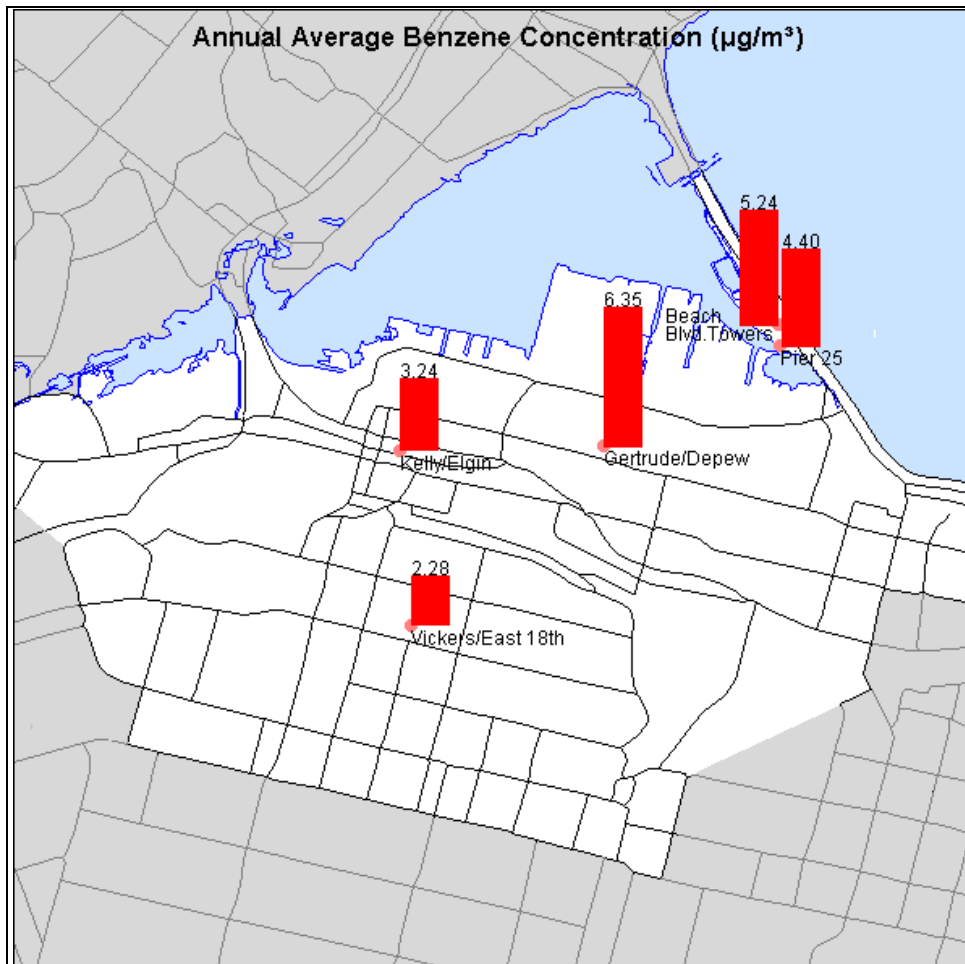 Annual Average Benzene Concentration (µg/m³)
5.24
4.40
6.35
Beach
Blvd.Towers
Pier 25
3.24
Kelly/Elgin
Gertrude/Depew
2.28
Vickers/East 18th